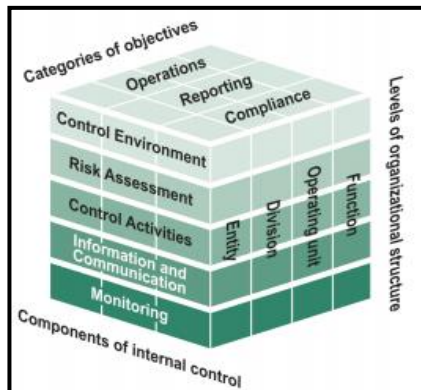 Categories of objectives
Operations
Reporting
Compliance
Control Environment
Risk Assessment
Control Activities
Information and
Communication
Monitoring
Components of internal control
Entity
Division
Operating unit
Function
Levels of organizational structure